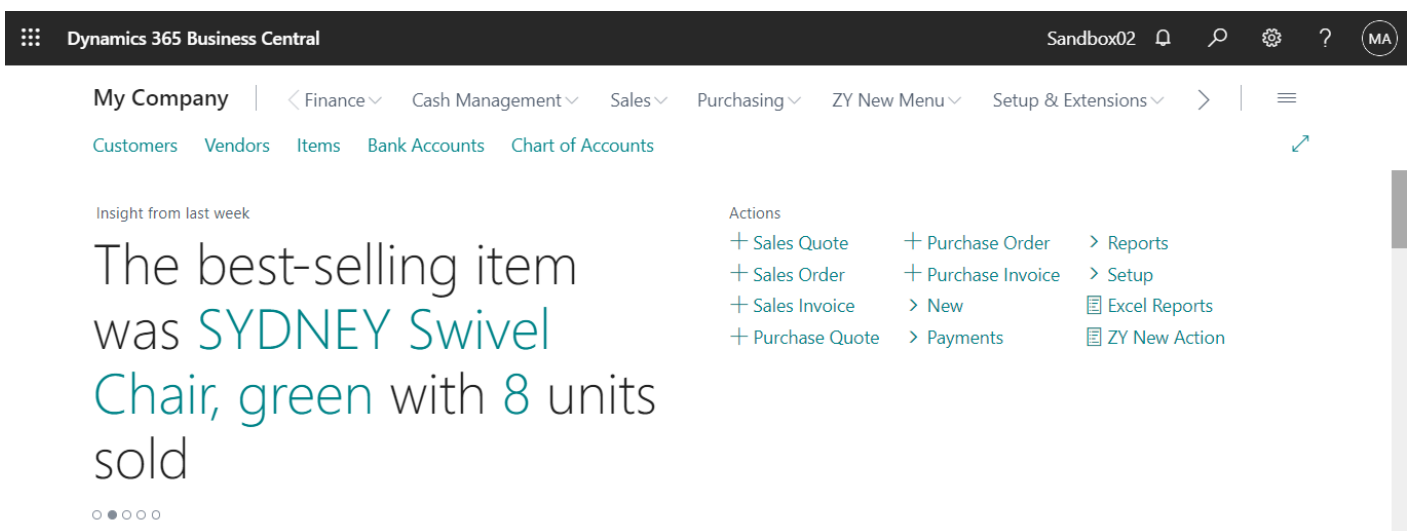 Dynamics 365 Business Central Sandbox02 ? MA
My Company Finance Cash Management Sales Purchasing ZY New Menu Setup & Extensions
Customers Vendors Items Bank Accounts Chart of Accounts
Insight from last week
The best-selling item
was SYDNEY Swivel
Chair, green with 8 units
sold
Actions
+ Sales Quote + Purchase Order > Reports
+ Sales Order + Purchase Invoice > Setup
+ Sales Invoice > New Excel Reports
+ Purchase Quote > Payments ZY New Action